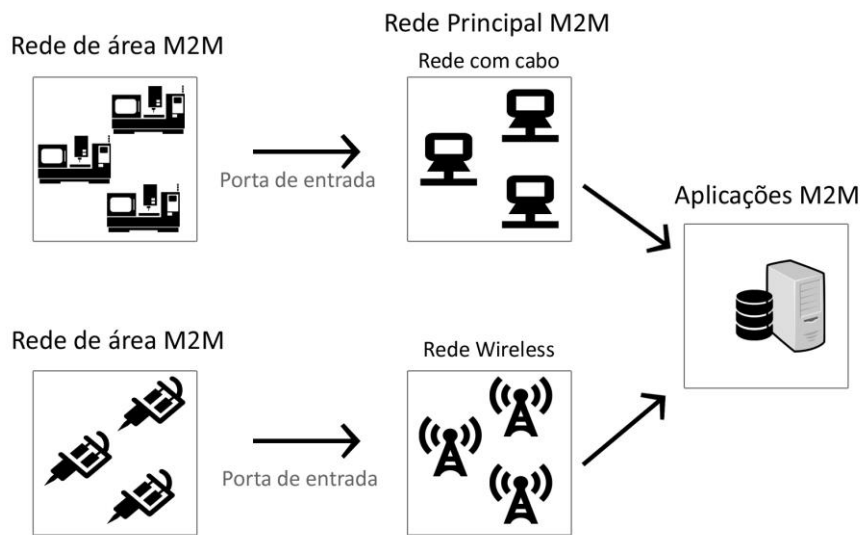 Rede de área M2M
Porta de entrada
Rede Principal M2M
Rede com cabo
Aplicações M2M
Rede de área M2M
Porta de entrada
Rede Wireless